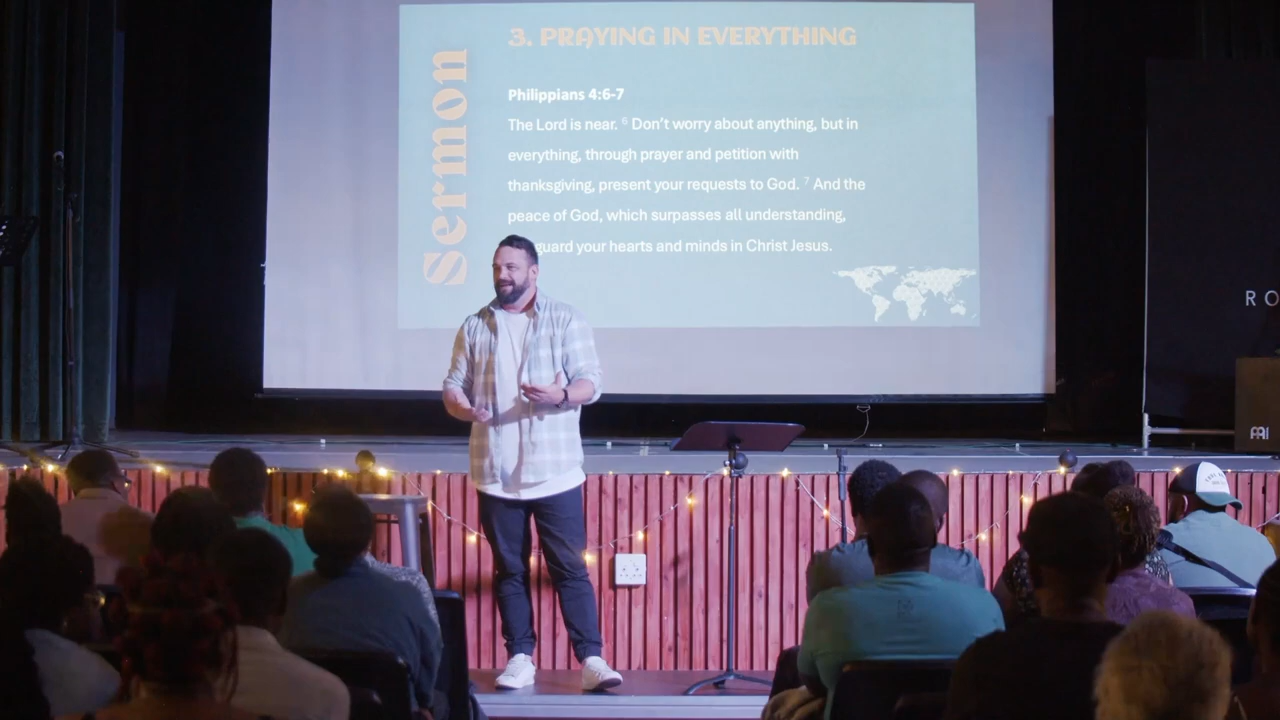 3. PRAYING IN EVERYTHING
Sermon
Philippians 4:6-7
The Lord is near. ⁶ Don’t worry about anything, but in
everything, through prayer and petition with
thanksgiving, present your requests to God. ⁷ And the
peace of God, which surpasses all understanding,
guard your hearts and minds in Christ Jesus.
RO